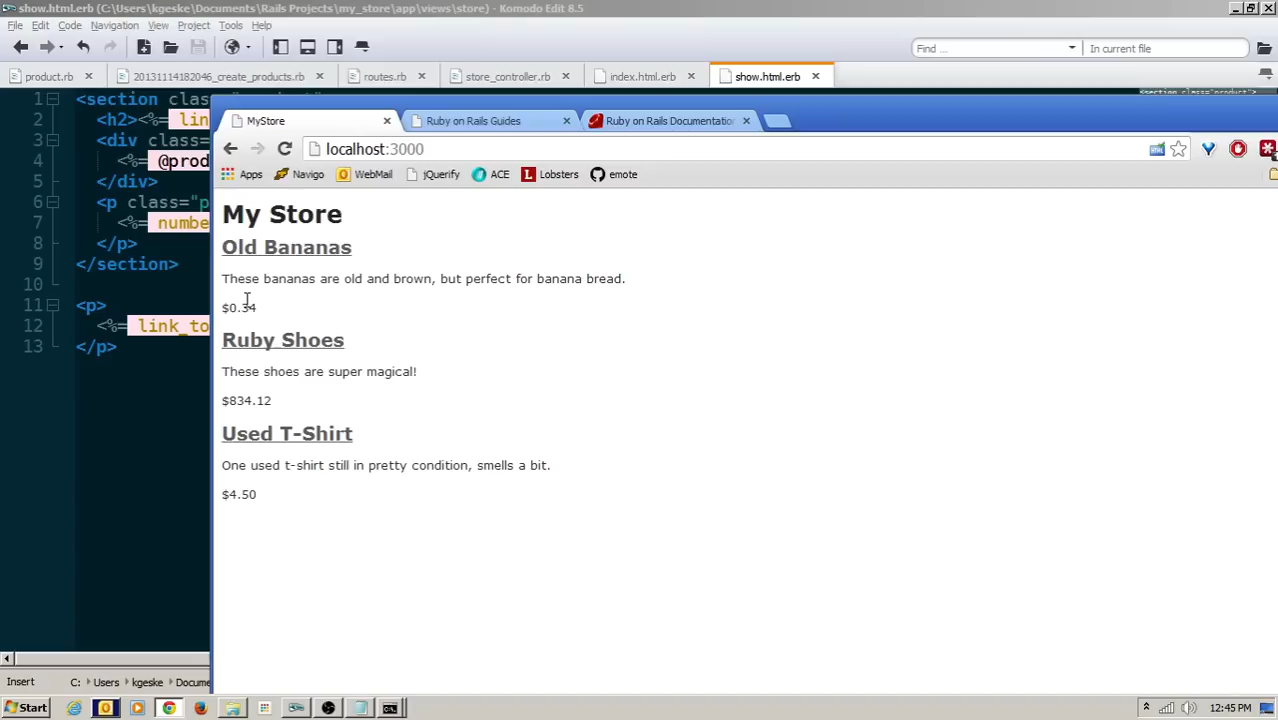 show.html.erb (C:\Users\kgeske\Documents\Rails Projects\my_store\app\views\store) - Komodo Edit 8.5
File Edit Code Navigation View Project Tools Help
Find ... In current file
product.rb 20131114182046_create_products.rb routes.rb store_controller.rb index.html.erb show.html.erb
1 <section clas
2 <h2><%= lin
3 <div class=
4 <%= @prod
5 </div>
6 <p class="p
7 <%= numbe
8 </p>
9 </section>
10
11 <p>
12 <%= link_to
13 </p>
MyStore Ruby on Rails Guides Ruby on Rails Documentatio
localhost:3000
Apps Navigo WebMail jQuerify ACE Lobsters emote
My Store
Old Bananas
These bananas are old and brown, but perfect for banana bread.
$0.34
Ruby Shoes
These shoes are super magical!
$834.12
Used T-Shirt
One used t-shirt still in pretty condition, smells a bit.
$4.50
Insert C: Users kgeske Docume
Start 12:45 PM